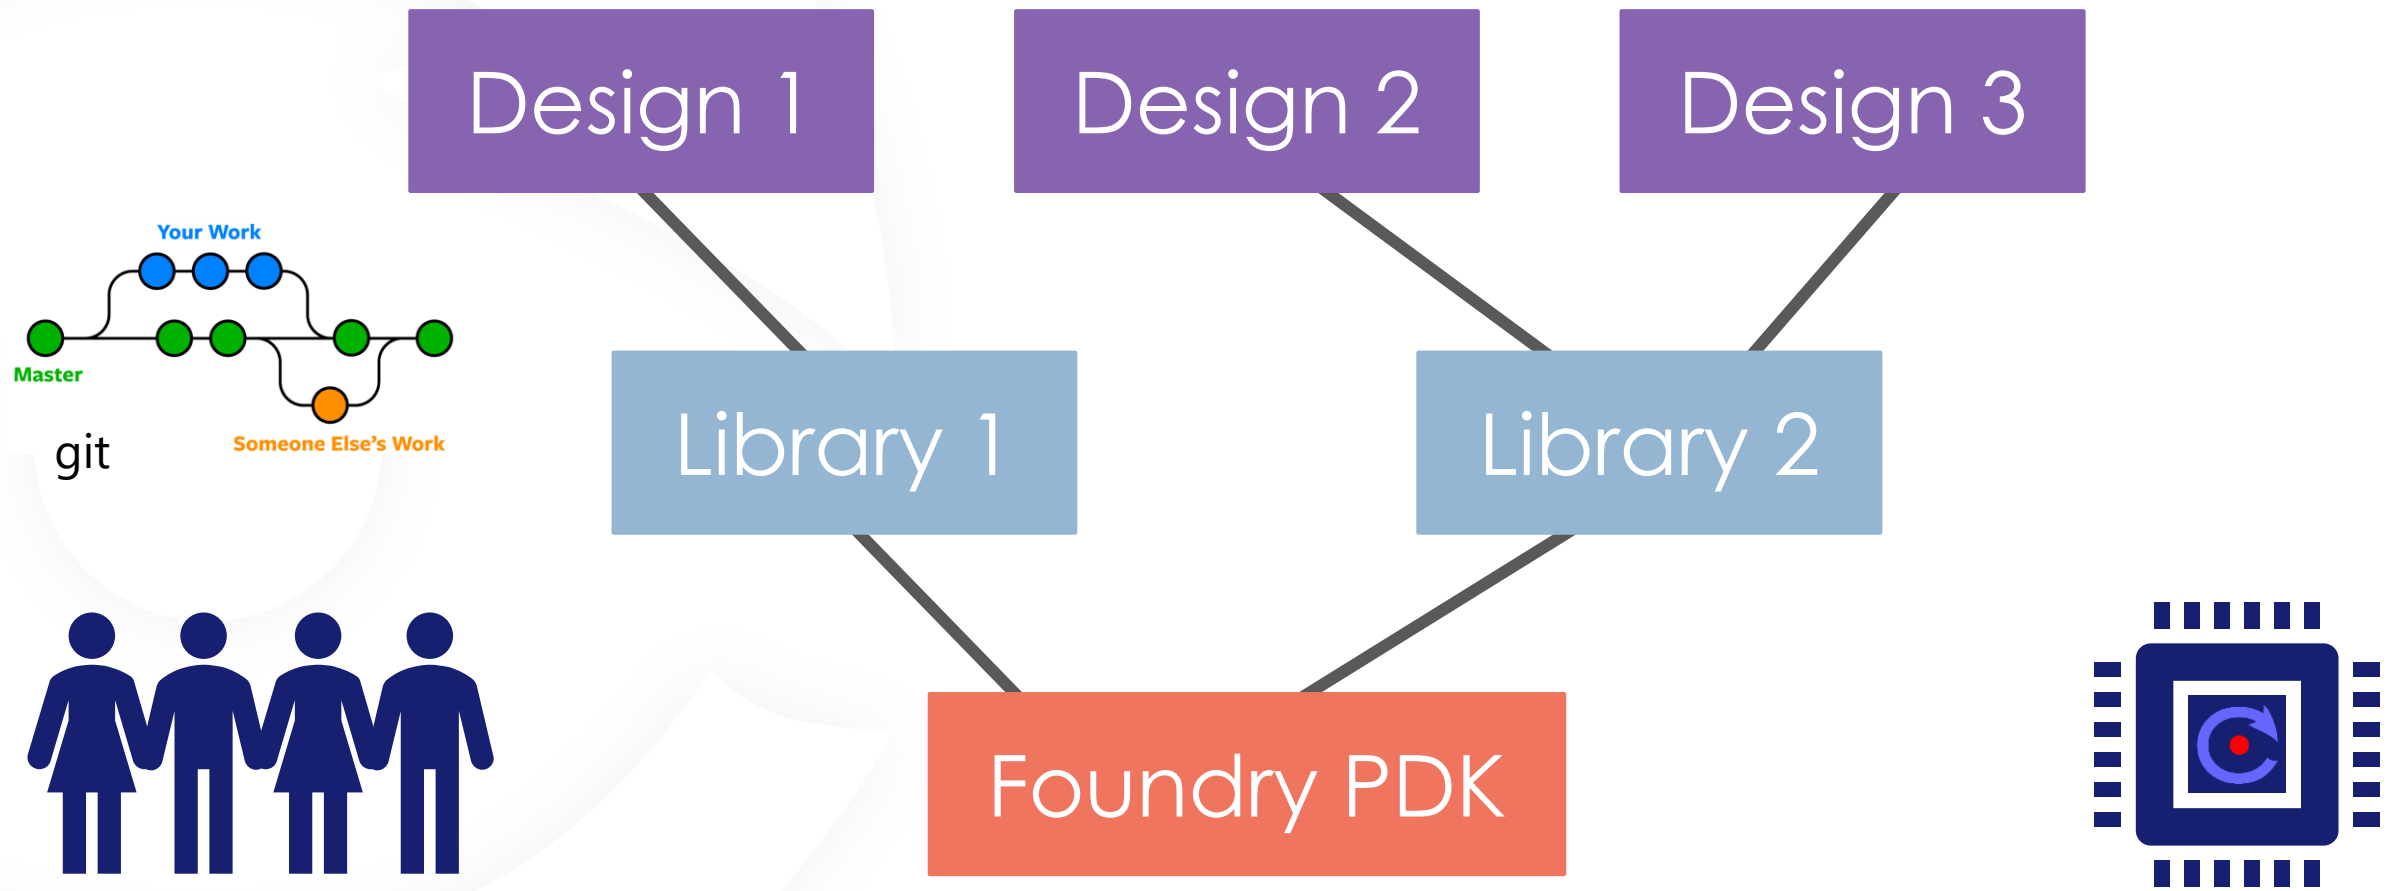 Design 1
Design 2
Design 3
Your Work
Master
Someone Else's Work
git
Library 1
Library 2
Foundry PDK